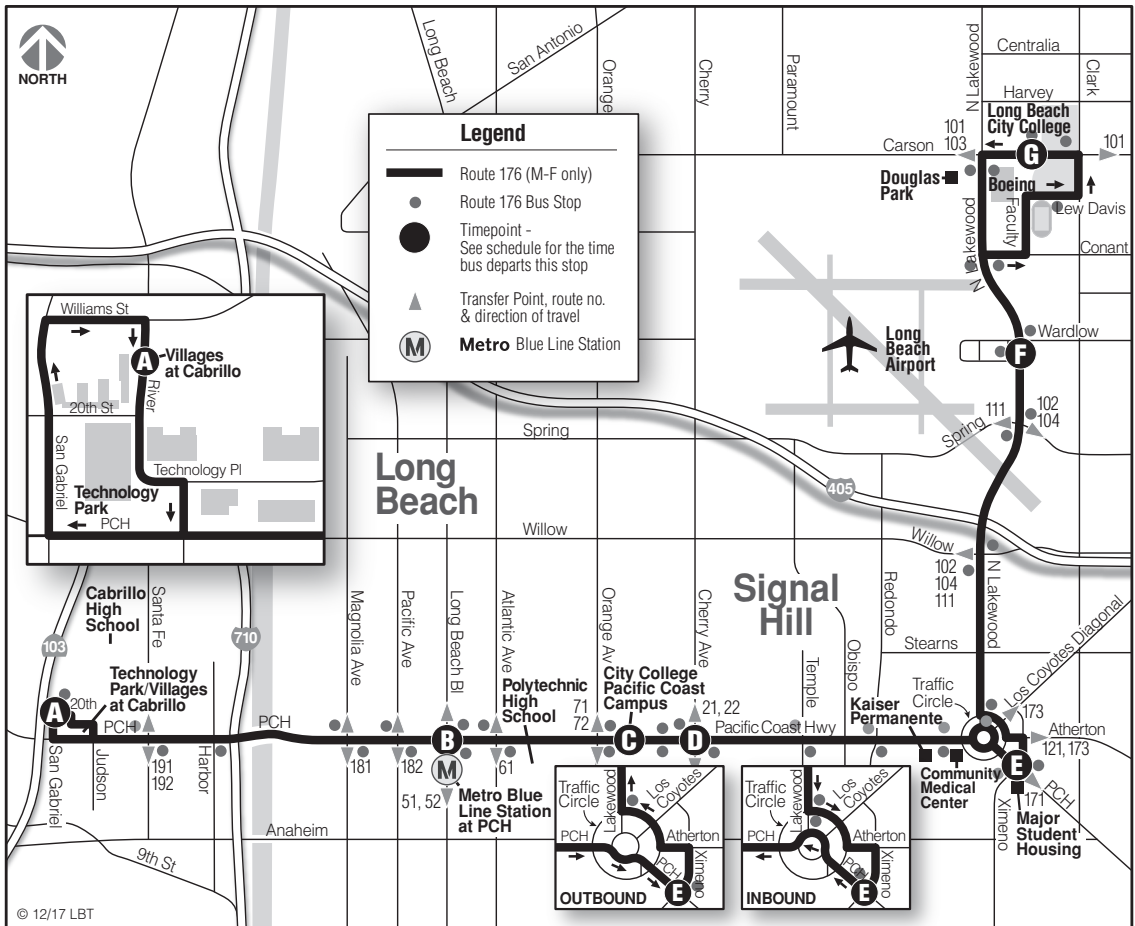 NORTH
Long Beach
San Antonio
Orange
Cherry
Paramount
N Lakewood
Centralia
Clark
Harvey
Long Beach
City College
101
103
Carson
G
101
Douglas
Park
Boeing
Faculty
Lew Davis
N Lakewood
Conant
Legend
Route 176 (M-F only)
Route 176 Bus Stop
Timepoint -
See schedule for the time
bus departs this stop
Transfer Point, route no.
& direction of travel
M
Metro Blue Line Station
Long
Beach
Airport
Wardlow
F
111
102
104
Spring
Spring
Williams St
A
Villages
at Cabrillo
River
20th St
San Gabriel
Technology Pl
Technology
Park
PCH
Long
Beach
405
Willow
Willow
102
104
111
N Lakewood
Signal
Hill
Redondo
Stearns
Los Coyotes Diagonal
Cabrillo
High
School
Santa Fe
103
710
Magnolia Ave
Pacific Ave
Long Beach Bl
Atlantic Ave
Orange Av
Cherry Ave
Temple
Obispo
Technology
Park/Villages
at Cabrillo
A
20th
PCH
PCH
San Gabriel
Judson
191
192
Harbor
181
182
B
M
51, 52
Metro Blue
Line Station
at PCH
61
Polytechnic
High
School
71
72
City College
Pacific Coast
Campus
C
D
21, 22
Pacific Coast Hwy
Kaiser
Permanente
Traffic
Circle
173
Atherton
121, 173
E
Community
Medical
Center
171
PCH
Ximeno
Major
Student
Housing
Anaheim
9th St
Traffic
Circle
Lakewood
Los Coyotes
PCH
Atherton
PCH
Ximeno
E
OUTBOUND
Traffic
Circle
Lakewood
Los Coyotes
PCH
Atherton
PCH
Ximeno
E
INBOUND
© 12/17 LBT